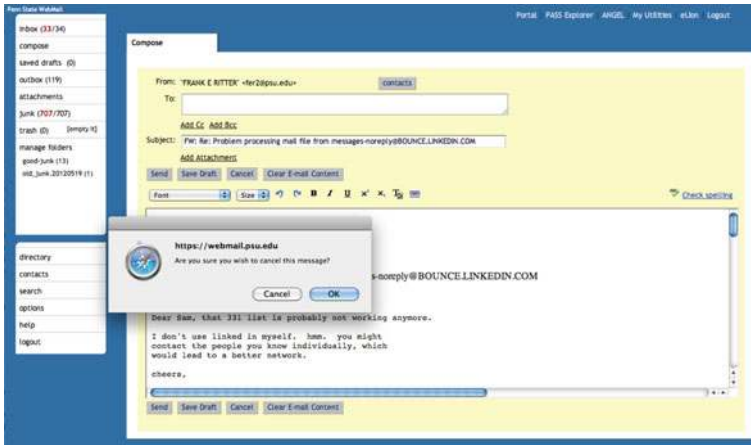 Penn State WebMail
Portal PASS Explorer ANGEL My Utilities eLion Logout
Inbox (33/34)
compose
saved drafts (0)
outbox (119)
attachments
junk (707/707)
trash (0) [empty it]
manage folders
good-junk (13)
old_junk.20120519 (1)
directory
contacts
search
options
help
logout
Compose
From: "FRANK E RITTER" <fer2@psu.edu>
contacts
To:
Add Cc Add Bcc
Subject: FW: Re: Problem processing mail file from messages-noreply@BOUNCE.LINKEDIN.COM
Add Attachment
Send Save Draft Cancel Clear E-mail Content
Font Size B I U x² x₂
Check spelling
https://webmail.psu.edu
Are you sure you wish to cancel this message?
Cancel OK
s-noreply@BOUNCE.LINKEDIN.COM
Dear Sam, that 331 list is probably not working anymore.
I don't use linked in myself. hmm. you might
contact the people you know individually, which
would lead to a better network.
cheers,
Send Save Draft Cancel Clear E-mail Content